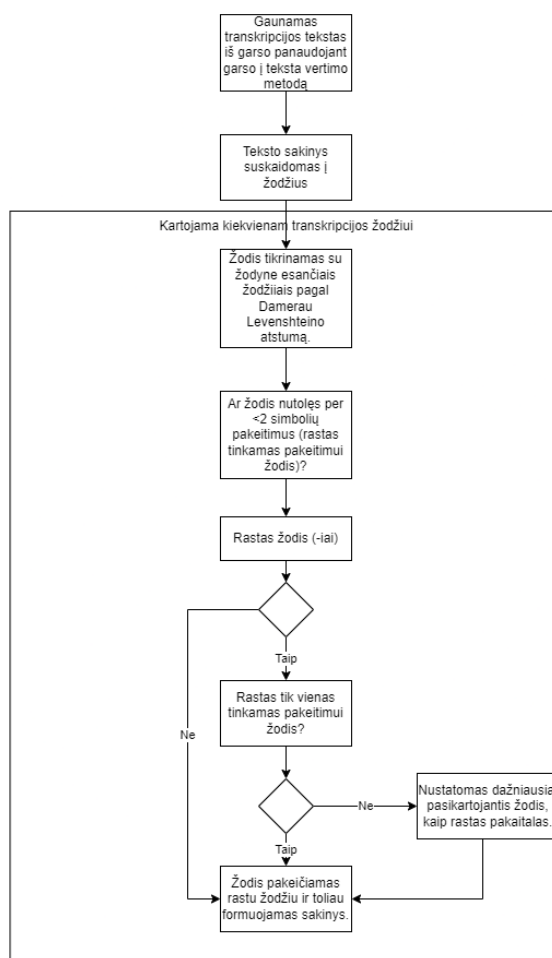 Gaunamas
transkripcijos tekstas
iš garso panaudojant
garso į teksta vertimo
metodą
Teksto sakinys
suskaidomas į
žodžius
Kartojama kiekvienam transkripcijos žodžiui
Žodis tikrinamas su
žodyne esančiais
žodžiiais pagal
Damerau
Levenshteino
atstumą.
Ar žodis nutolęs per
<2 simbolių
pakeitimus (rastas
tinkamas pakeitimui
žodis)?
Rastas žodis (-iai)
Taip
Rastas tik vienas
tinkamas pakeitimui
žodis?
Ne
Ne
Nustatomas dažniausia
pasikartojantis žodis,
kaip rastas pakaitalas.
Taip
Žodis pakeičiamas
rastu žodžiu ir toliau
formuojamas sakinys.